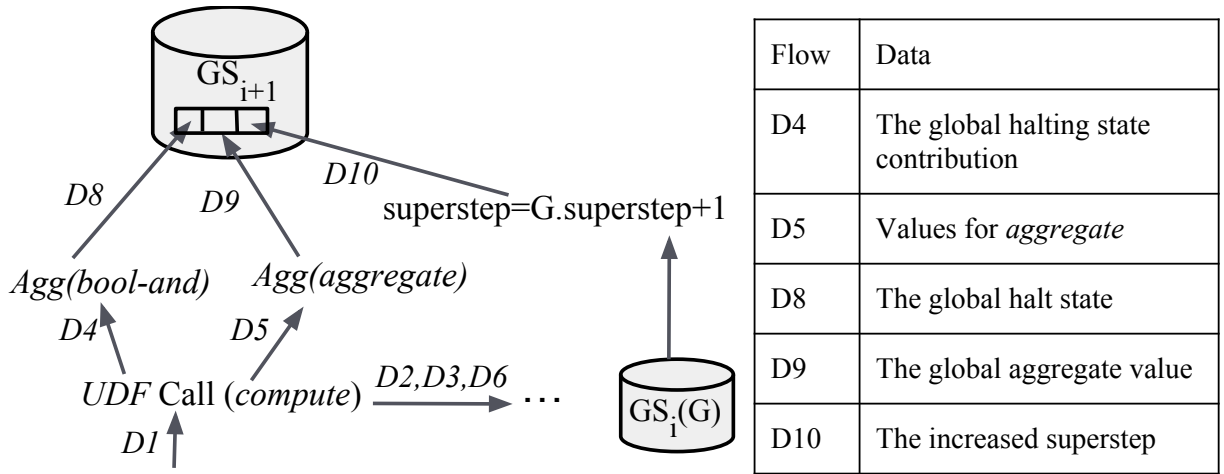 GS
i+1
D8
D9
D10
superstep=G.superstep+1
Agg(bool-and)
Agg(aggregate)
D4
D5
UDF Call (compute)
D2,D3,D6
...
GS
i
(G)
D1
Flow Data
D4 The global halting state
contribution
D5 Values for aggregate
D8 The global halt state
D9 The global aggregate value
D10 The increased superstep